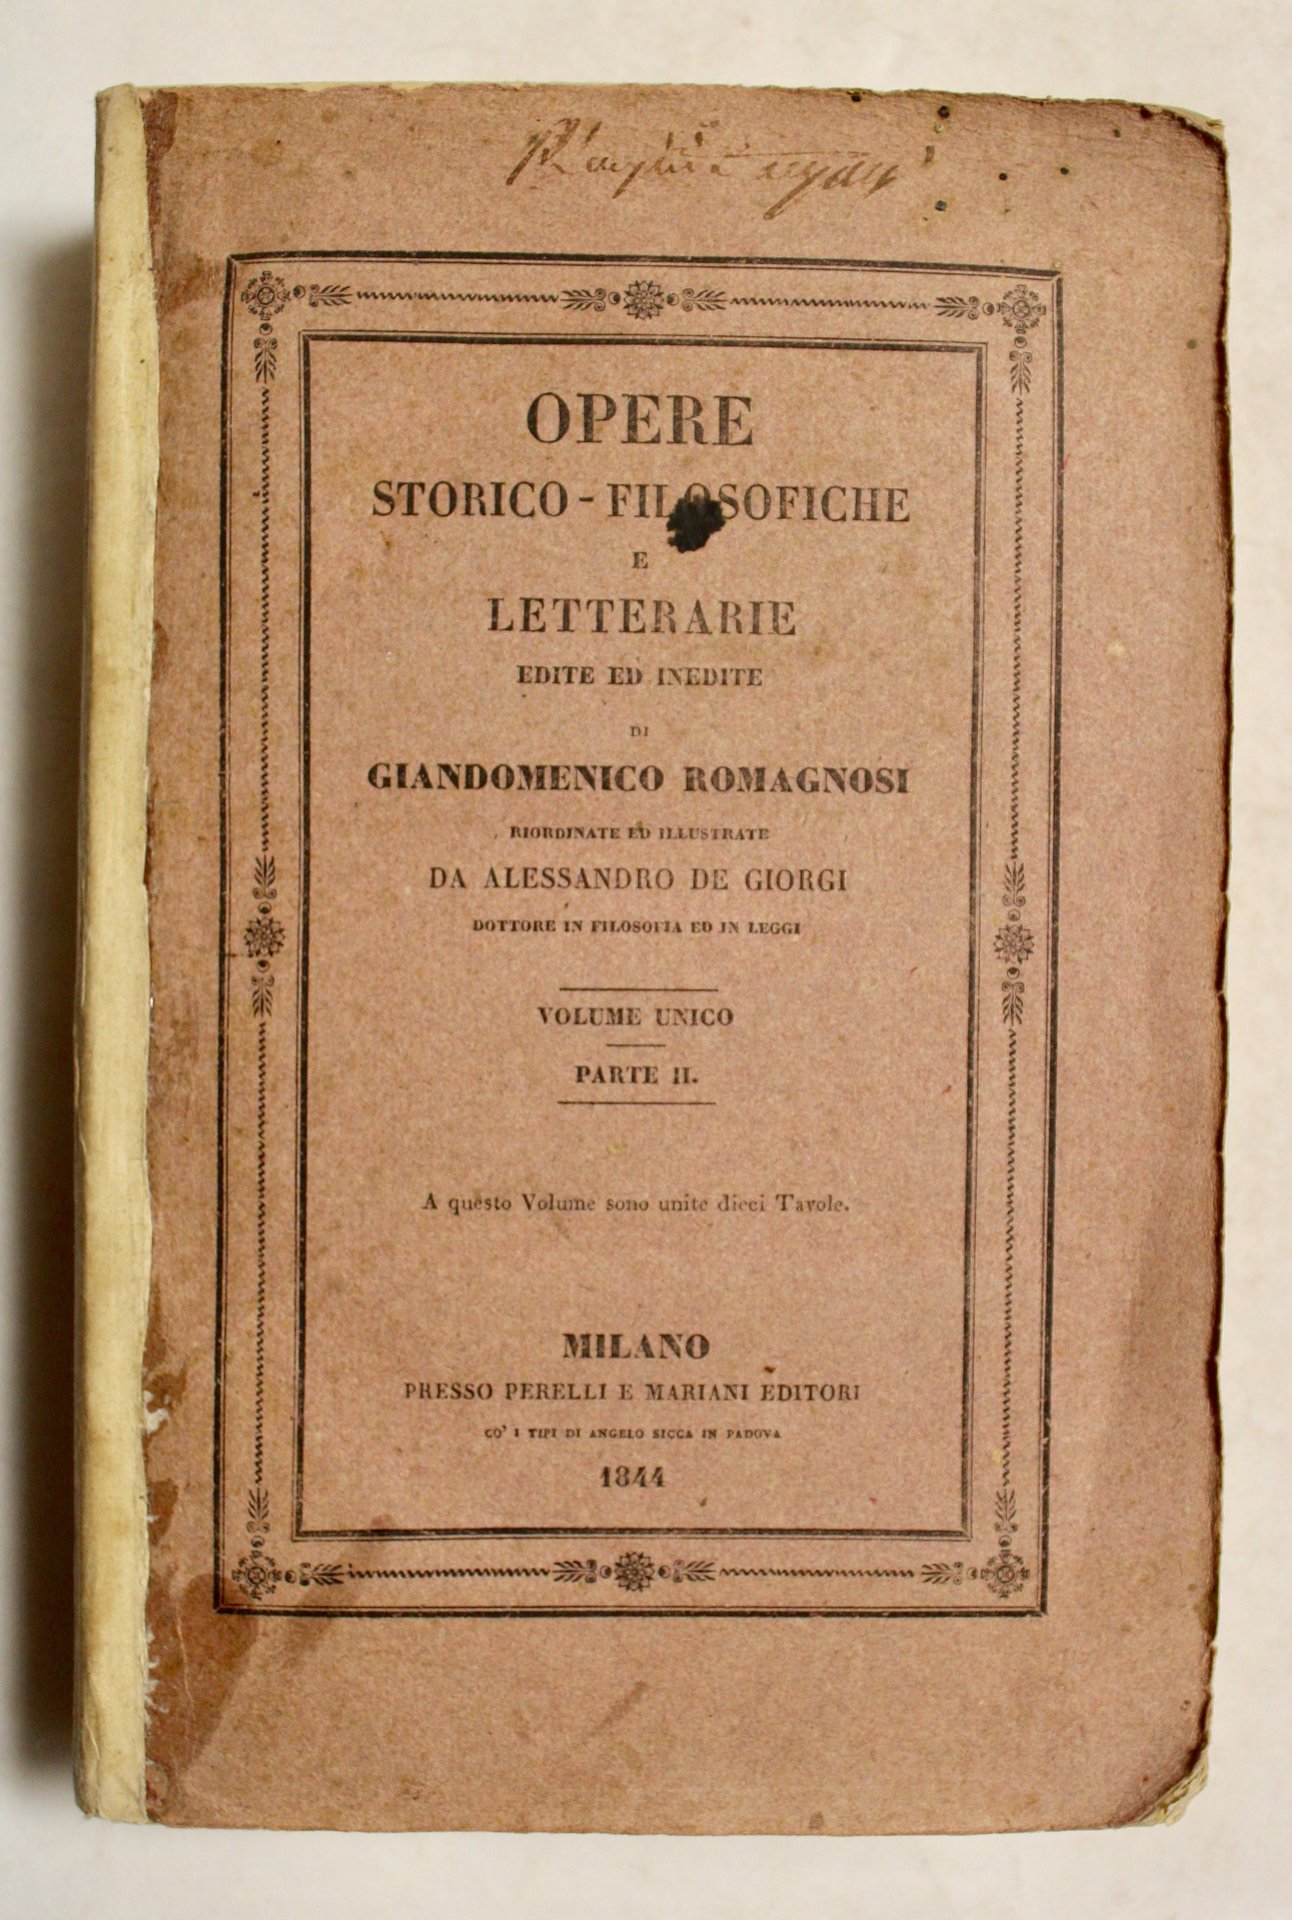 OPERE
STORICO - FILOSOFICHE
E
LETTERARIE
EDITE ED INEDITE
DI
GIANDOMENICO ROMAGNOSI
RIORDINATE ED ILLUSTRATE
DA ALESSANDRO DE GIORGI
DOTTORE IN FILOSOFIA ED IN LEGGI
VOLUME UNICO
PARTE II.
A questo Volume sono unite dieci Tavole.
MILANO
PRESSO PERELLI E MARIANI EDITORI
CO' I TIPI DI ANGELO SICCA IN PADOVA
1844